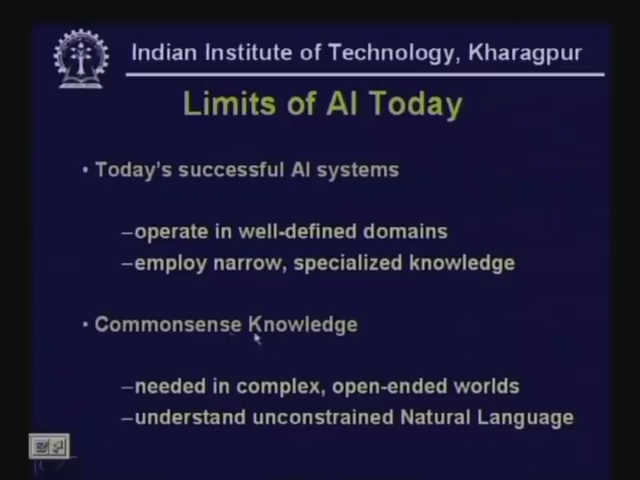 Indian Institute of Technology, Kharagpur
Limits of AI Today
• Today's successful AI systems
–operate in well-defined domains
–employ narrow, specialized knowledge
• Commonsense Knowledge
–needed in complex, open-ended worlds
–understand unconstrained Natural Language